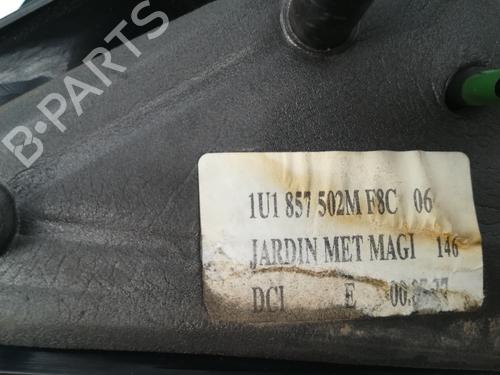 B-PARTS
1U1 857 502M F8C 06
JARDIN MET MAGI 146
DCI E